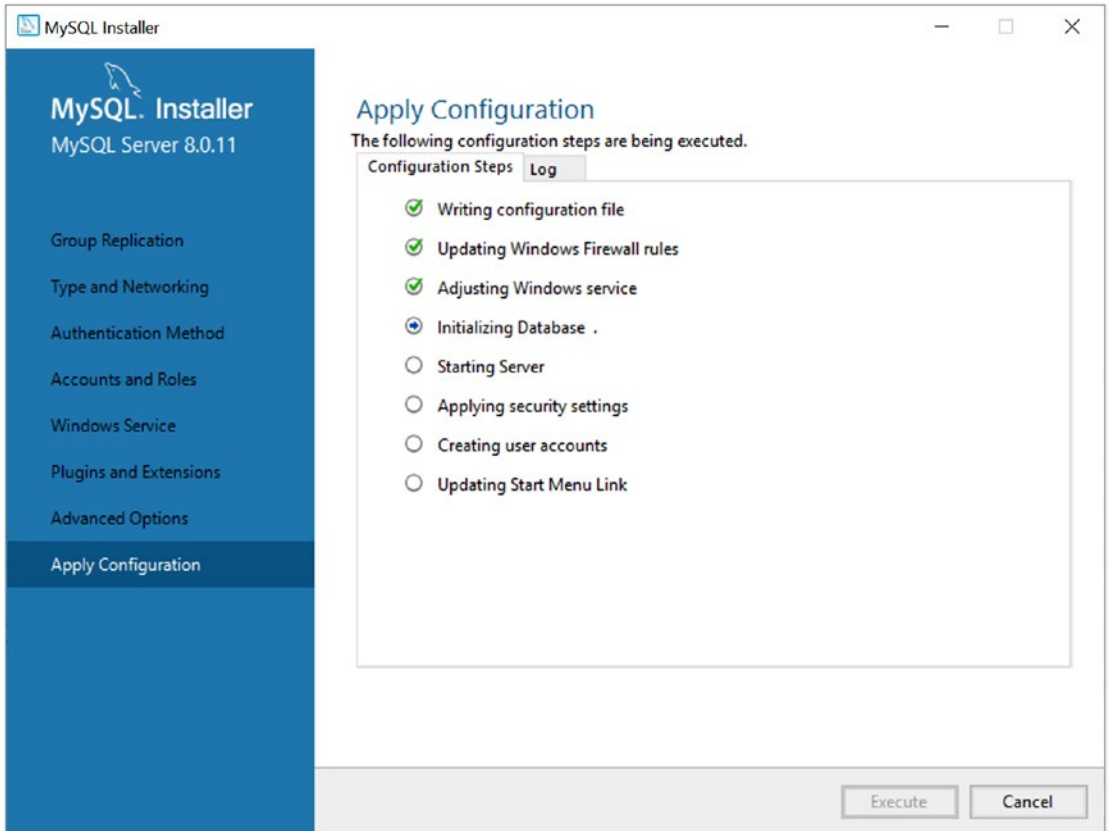 MySQL Installer
MySQL. Installer
MySQL Server 8.0.11
Group Replication
Type and Networking
Authentication Method
Accounts and Roles
Windows Service
Plugins and Extensions
Advanced Options
Apply Configuration
Apply Configuration
The following configuration steps are being executed.
Configuration Steps Log
Writing configuration file
Updating Windows Firewall rules
Adjusting Windows service
Initializing Database .
Starting Server
Applying security settings
Creating user accounts
Updating Start Menu Link
Execute Cancel